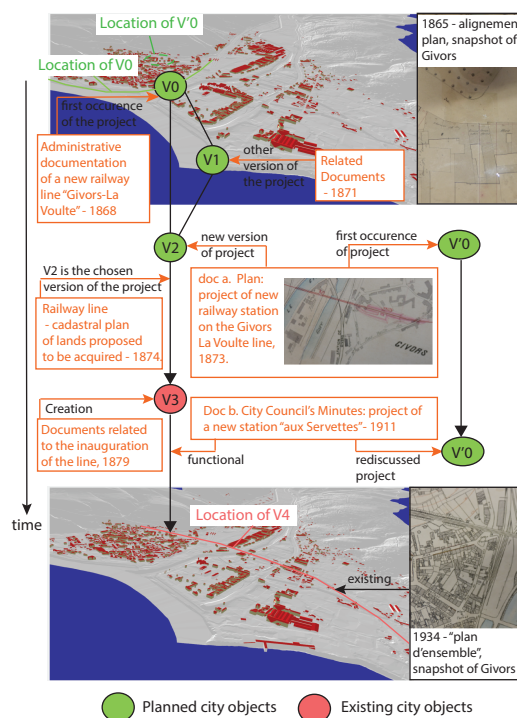 Location of V'0
Location of V0
V0
1865 - alignement
plan, snapshot of
Givors
first occurence
of the project
Administrative
documentation
of a new railway
line “Givors-La
Voulte” - 1868
V1
other
version of
the project
Related
Documents
- 1871
V2
new version
of project
first occurence
of project
V'0
V2 is the chosen
version of the project
doc a. Plan:
project of new
railway station
on the Givors
La Voulte line,
1873.
GIVORS
Railway line
- cadastral plan
of lands proposed
to be acquired - 1874.
V3
Creation
Doc b. City Council's Minutes: project of
a new station “aux Servettes”- 1911
Documents related
to the inauguration
of the line, 1879
functional
rediscussed
project
V'0
time
Location of V4
existing
1934 - “plan
d'ensemble”,
snapshot of Givors
Planned city objects
Existing city objects